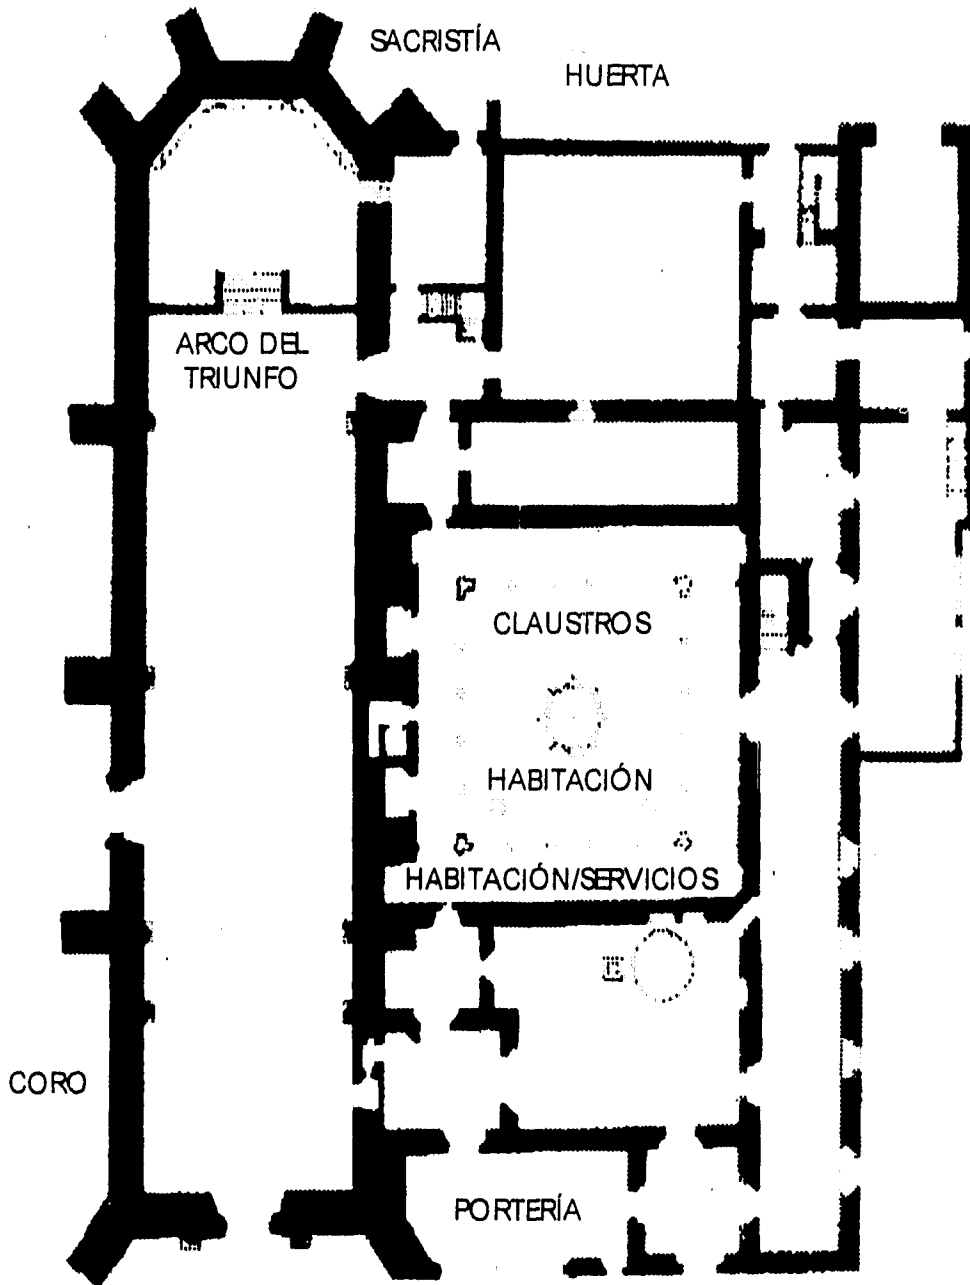 SACRISTÍA
HUERTA
ARCO DEL
TRIUNFO
CLAUSTROS
HABITACIÓN
HABITACIÓN/SERVICIOS
CORO
PORTERÍA